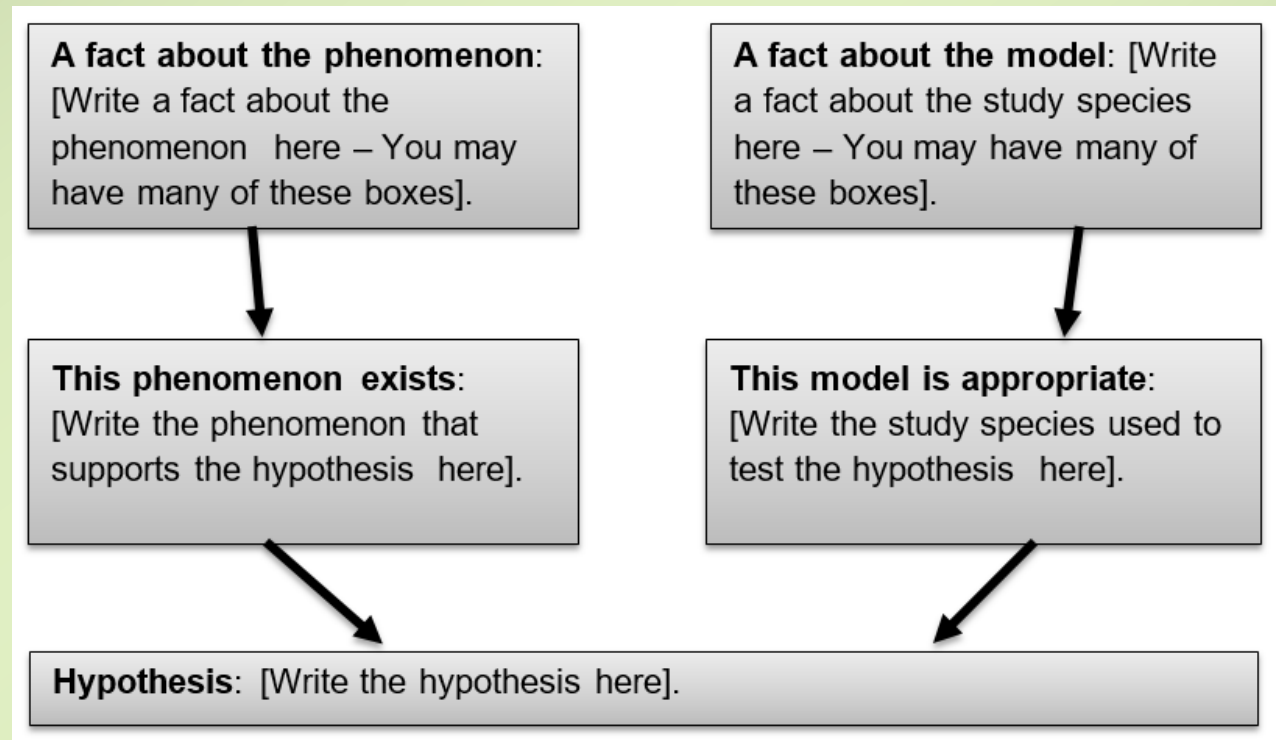 A fact about the phenomenon:
[Write a fact about the
phenomenon here – You may
have many of these boxes].
A fact about the model: [Write
a fact about the study species
here – You may have many of
these boxes].
This phenomenon exists:
[Write the phenomenon that
supports the hypothesis here].
This model is appropriate:
[Write the study species used to
test the hypothesis here].
Hypothesis: [Write the hypothesis here].